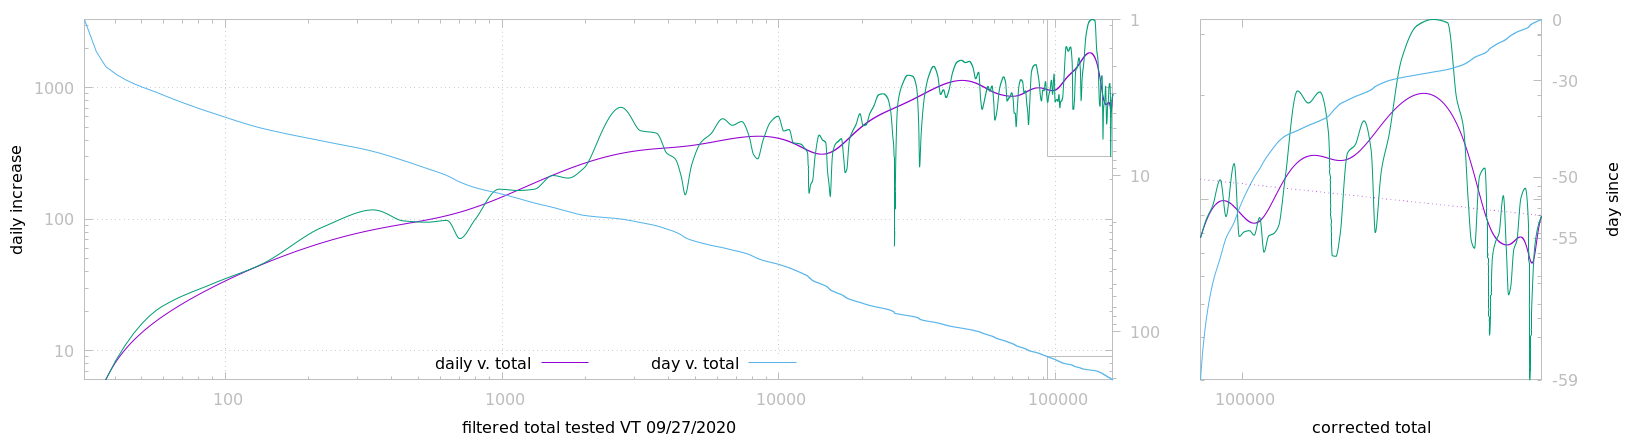 daily increase
1000
100
10
daily v. total
day v. total
100
1000
10000
100000
filtered total tested VT 09/27/2020
1
10
100
100000
corrected total
0
-30
-50
-55
-59
day since